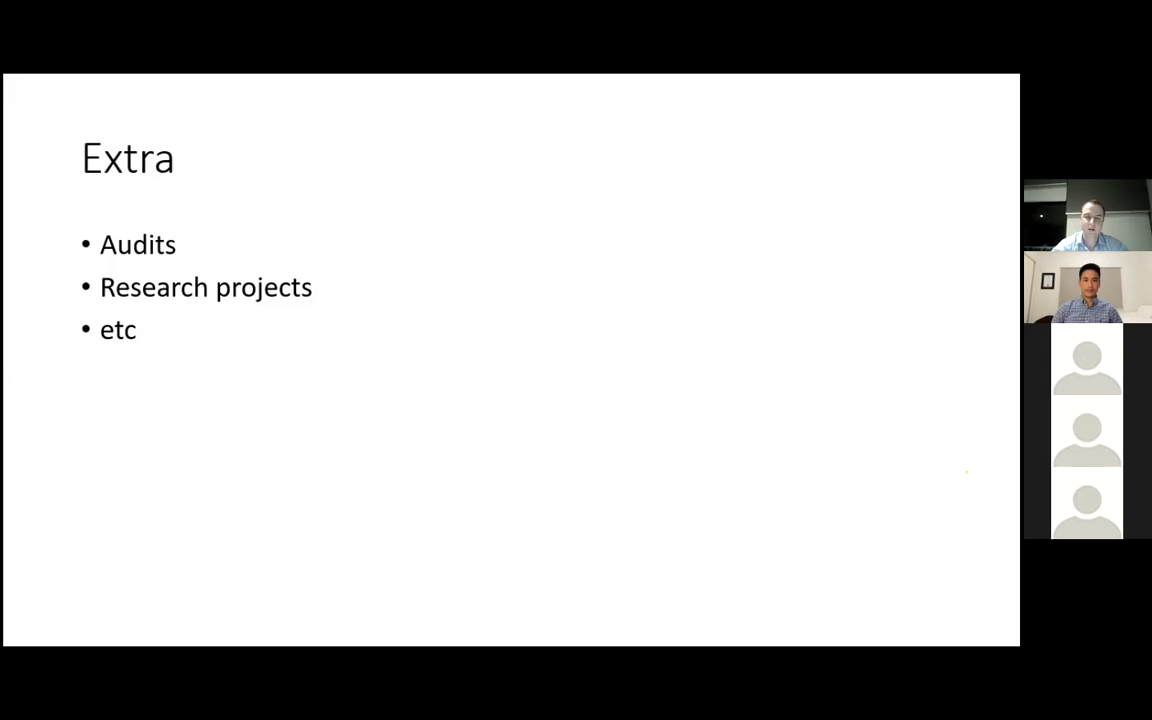 Extra
• Audits
• Research projects
• etc